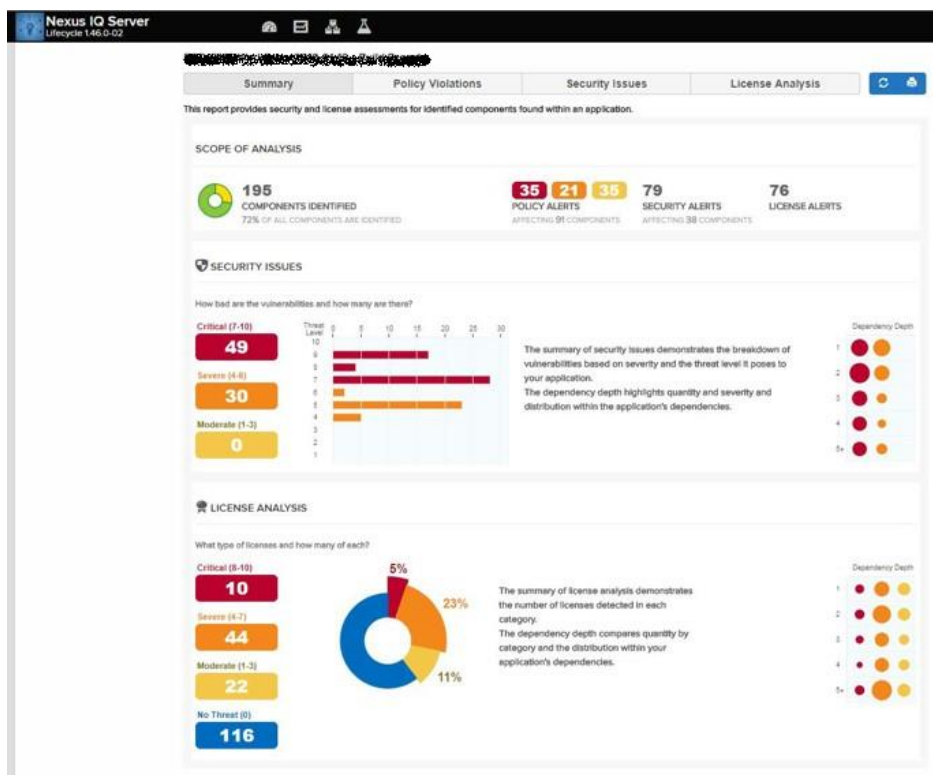 Nexus IQ Server
Lifecycle 1.46.0-02
Summary
Policy Violations
Security Issues
License Analysis
This report provides security and license assessments for identified components found within an application.
SCOPE OF ANALYSIS
195
COMPONENTS IDENTIFIED
72% OF ALL COMPONENTS ARE IDENTIFIED
35 21 35
POLICY ALERTS
AFFECTING 91 COMPONENTS
79
SECURITY ALERTS
AFFECTING 38 COMPONENTS
76
LICENSE ALERTS
SECURITY ISSUES
How bad are the vulnerabilities and how many are there?
Critical (7-10)
49
Severe (4-6)
30
Moderate (1-3)
0
Threat
Level
0 5 10 15 20 25 30
10
9
8
7
6
5
4
3
2
1
The summary of security issues demonstrates the breakdown of
vulnerabilities based on severity and the threat level it poses to
your application.
The dependency depth highlights quantity and severity and
distribution within the application's dependencies.
Dependency Depth
1
2
3
4
5+
LICENSE ANALYSIS
What type of licenses and how many of each?
Critical (8-10)
10
Severe (4-7)
44
Moderate (1-3)
22
No Threat (0)
116
5%
23%
11%
The summary of license analysis demonstrates
the number of licenses detected in each
category.
The dependency depth compares quantity by
category and the distribution within your
application's dependencies.
Dependency Depth
1
2
3
4
5+